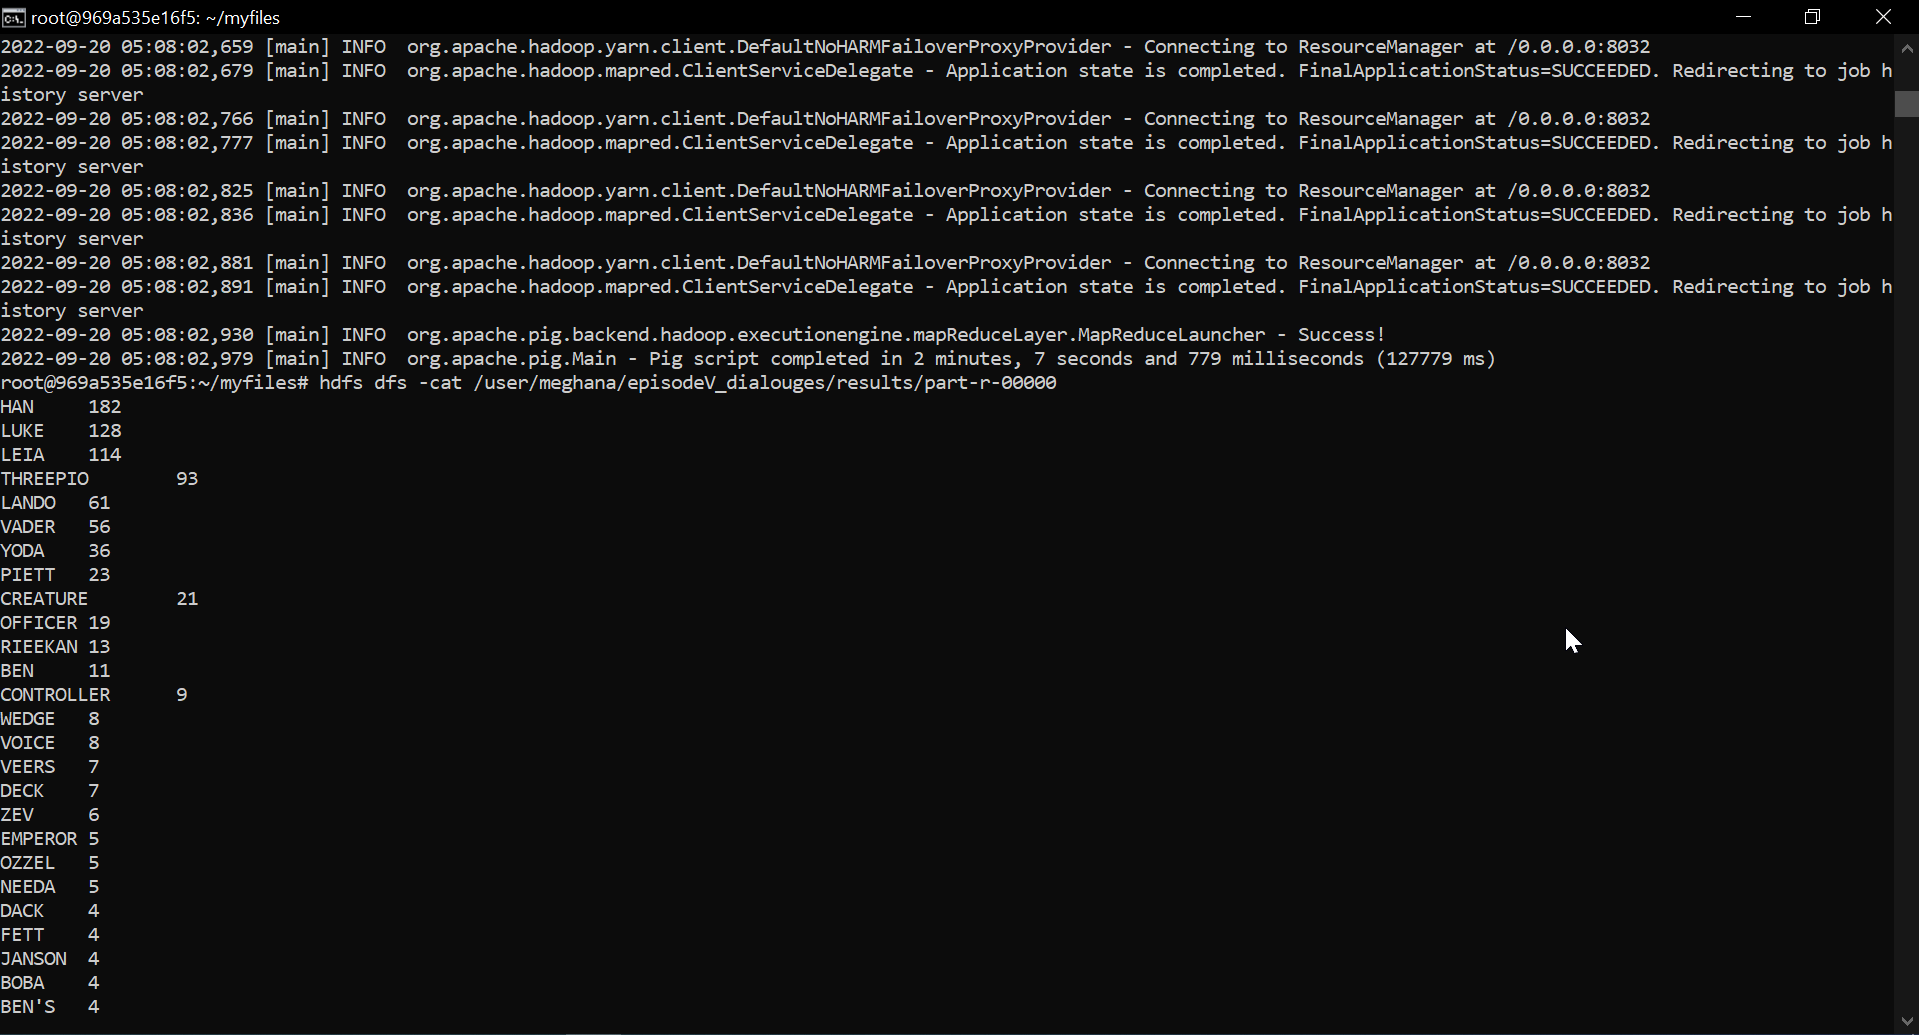 root@969a535e16f5: ~/myfiles
2022-09-20 05:08:02,659 [main] INFO  org.apache.hadoop.yarn.client.DefaultNoHARMFailoverProxyProvider - Connecting to ResourceManager at /0.0.0.0:8032
2022-09-20 05:08:02,679 [main] INFO  org.apache.hadoop.mapred.ClientServiceDelegate - Application state is completed. FinalApplicationStatus=SUCCEEDED. Redirecting to job h
istory server
2022-09-20 05:08:02,766 [main] INFO  org.apache.hadoop.yarn.client.DefaultNoHARMFailoverProxyProvider - Connecting to ResourceManager at /0.0.0.0:8032
2022-09-20 05:08:02,777 [main] INFO  org.apache.hadoop.mapred.ClientServiceDelegate - Application state is completed. FinalApplicationStatus=SUCCEEDED. Redirecting to job h
istory server
2022-09-20 05:08:02,825 [main] INFO  org.apache.hadoop.yarn.client.DefaultNoHARMFailoverProxyProvider - Connecting to ResourceManager at /0.0.0.0:8032
2022-09-20 05:08:02,836 [main] INFO  org.apache.hadoop.mapred.ClientServiceDelegate - Application state is completed. FinalApplicationStatus=SUCCEEDED. Redirecting to job h
istory server
2022-09-20 05:08:02,881 [main] INFO  org.apache.hadoop.yarn.client.DefaultNoHARMFailoverProxyProvider - Connecting to ResourceManager at /0.0.0.0:8032
2022-09-20 05:08:02,891 [main] INFO  org.apache.hadoop.mapred.ClientServiceDelegate - Application state is completed. FinalApplicationStatus=SUCCEEDED. Redirecting to job h
istory server
2022-09-20 05:08:02,930 [main] INFO  org.apache.pig.backend.hadoop.executionengine.mapReduceLayer.MapReduceLauncher - Success!
2022-09-20 05:08:02,979 [main] INFO  org.apache.pig.Main - Pig script completed in 2 minutes, 7 seconds and 779 milliseconds (127779 ms)
root@969a535e16f5:~/myfiles# hdfs dfs -cat /user/meghana/episodeV_dialouges/results/part-r-00000
HAN     182
LUKE    128
LEIA    114
THREEPIO        93
LANDO   61
VADER   56
YODA    36
PIETT   23
CREATURE        21
OFFICER 19
RIEEKAN 13
BEN     11
CONTROLLER      9
WEDGE   8
VOICE   8
VEERS   7
DECK    7
ZEV     6
EMPEROR 5
OZZEL   5
NEEDA   5
DACK    4
FETT    4
JANSON  4
BOBA    4
BEN'S   4